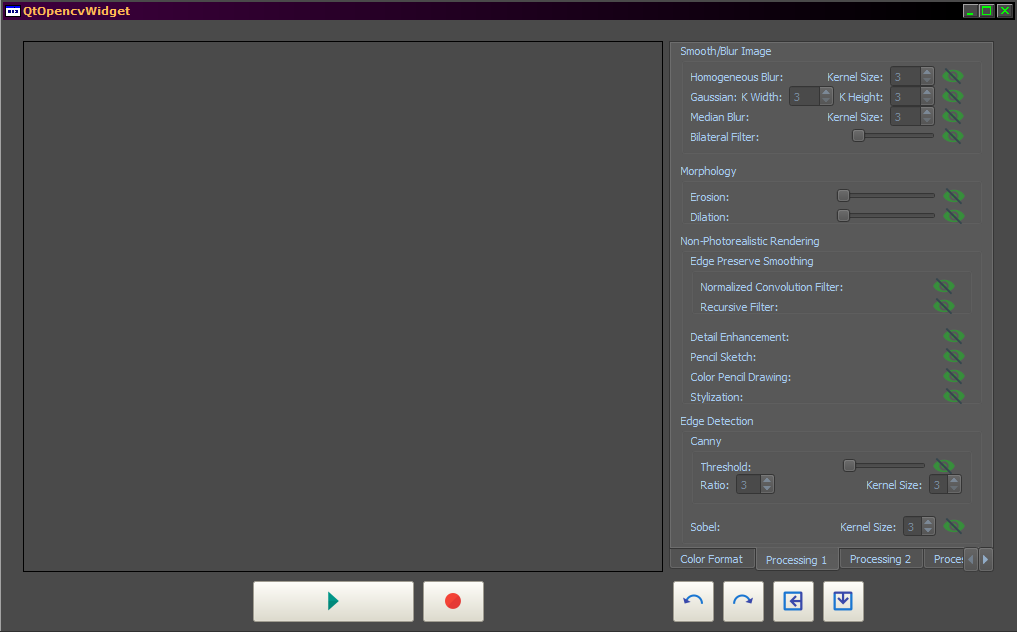 QtOpencvWidget
Smooth/Blur Image
Homogeneous Blur: Kernel Size: 3
Gaussian: K Width: 3 K Height: 3
Median Blur: Kernel Size: 3
Bilateral Filter:
Morphology
Erosion:
Dilation:
Non-Photorealistic Rendering
Edge Preserve Smoothing
Normalized Convolution Filter:
Recursive Filter:
Detail Enhancement:
Pencil Sketch:
Color Pencil Drawing:
Stylization:
Edge Detection
Canny
Threshold:
Ratio: 3 Kernel Size: 3
Sobel: Kernel Size: 3
Color Format Processing 1 Processing 2 Proces